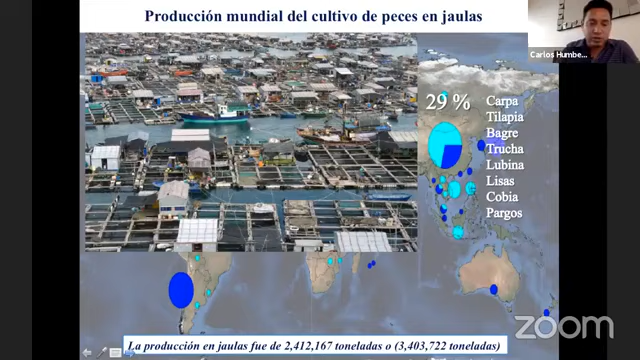 Producción mundial del cultivo de peces en jaulas
Carlos Humbe...
29 %
Carpa
Tilapia
Bagre
Trucha
Lubina
Lisas
Cobia
Pargos
zoom
La producción en jaulas fue de 2,412,167 toneladas o (3,403,722 toneladas)